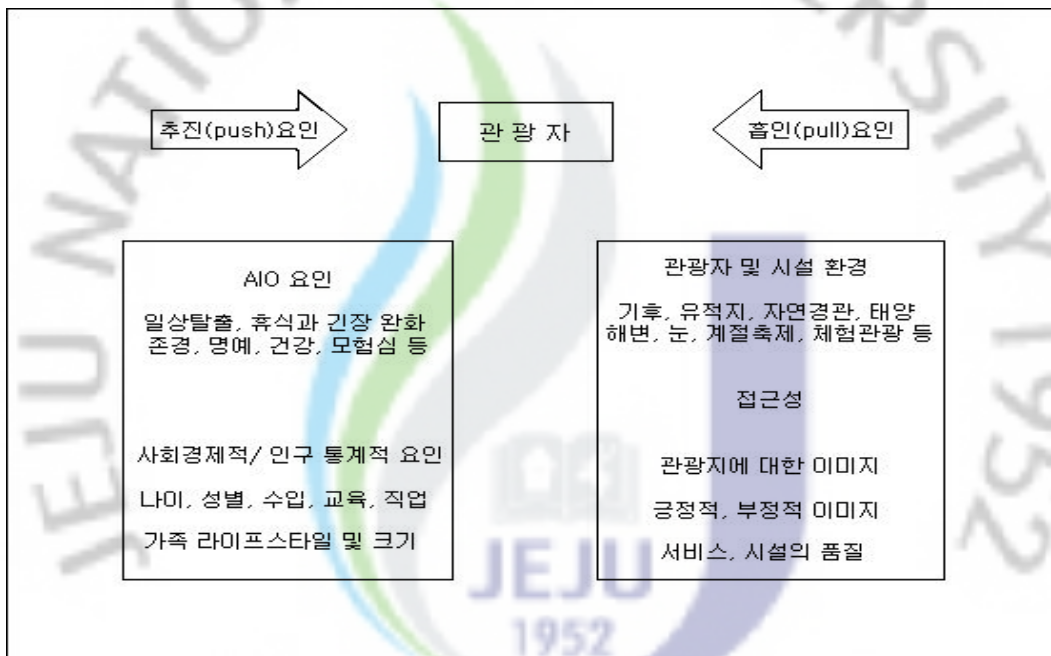 추진(push)요인
관 광 자
흡인(pull)요인
AIO 요인
일상탈출, 휴식과 긴장 완화
존경, 명예, 건강, 모험심 등
사회경제적/ 인구 통계적 요인
나이, 성별, 수입, 교육, 직업
가족 라이프스타일 및 크기
관광자 및 시설 환경
기후, 유적지, 자연경관, 태양
해변, 눈, 계절축제, 체험관광 등
접근성
관광지에 대한 이미지
긍정적, 부정적 이미지
서비스, 시설의 품질
JEJU
1952
JEJU NATIO
ERSITY 1952